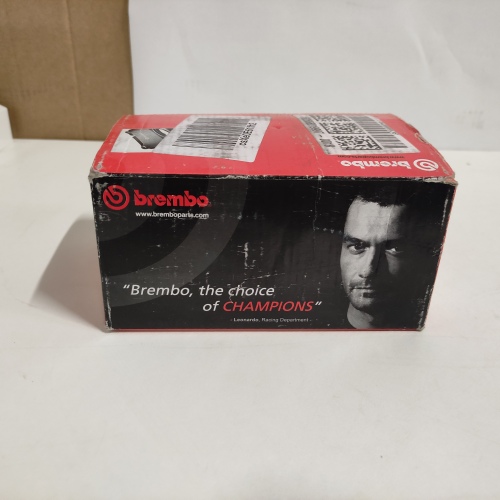 brembo
brembo
www.bremboparts.com
"Brembo, the choice
of CHAMPIONS"
- Leonardo, Racing Department -